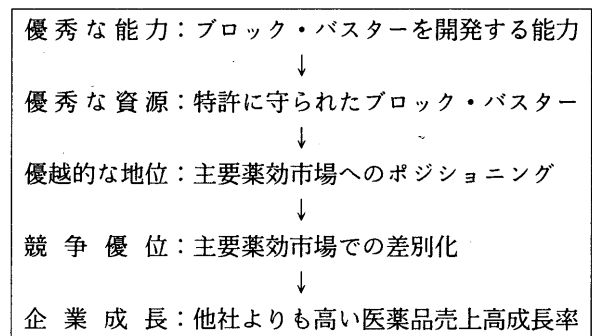 優秀な能力：ブロック・バスターを開発する能力
↓
優秀な資源：特許に守られたブロック・バスター
↓
優越的な地位：主要薬効市場へのポジショニング
↓
競争優位：主要薬効市場での差別化
↓
企業成長：他社よりも高い医薬品売上高成長率